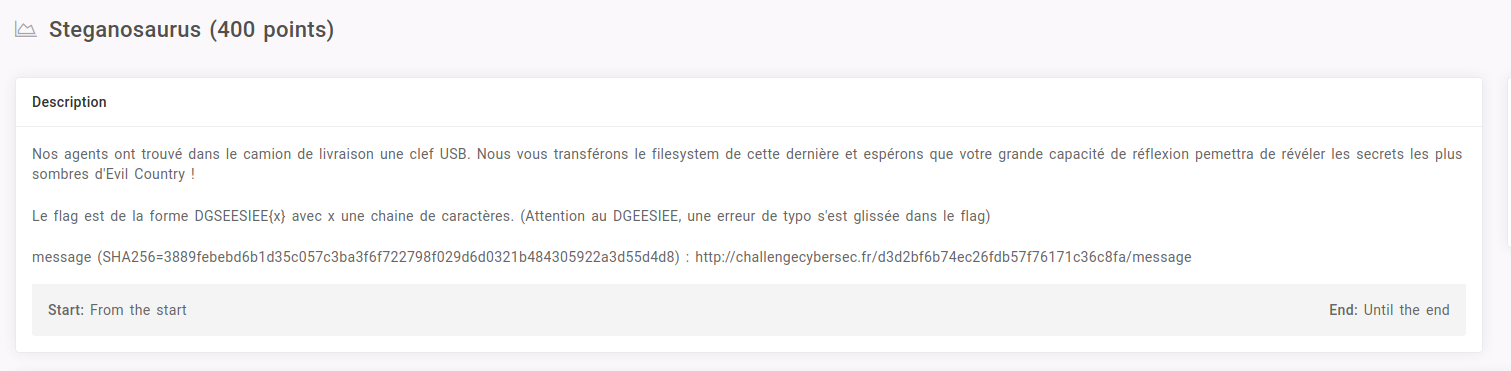 Steganosaurus (400 points)
Description
Nos agents ont trouvé dans le camion de livraison une clef USB. Nous vous transférons le filesystem de cette dernière et espérons que votre grande capacité de réflexion pemettra de révéler les secrets les plus
sombres d'Evil Country !
Le flag est de la forme DGSEESIEE{x} avec x une chaine de caractères. (Attention au DGEESIEE, une erreur de typo s'est glissée dans le flag)
message (SHA256=3889febebd6b1d35c057c3ba3f6f722798f029d6d0321b484305922a3d55d4d8) : http://challengecybersec.fr/d3d2bf6b74ec26fdb57f76171c36c8fa/message
Start: From the start
End: Until the end